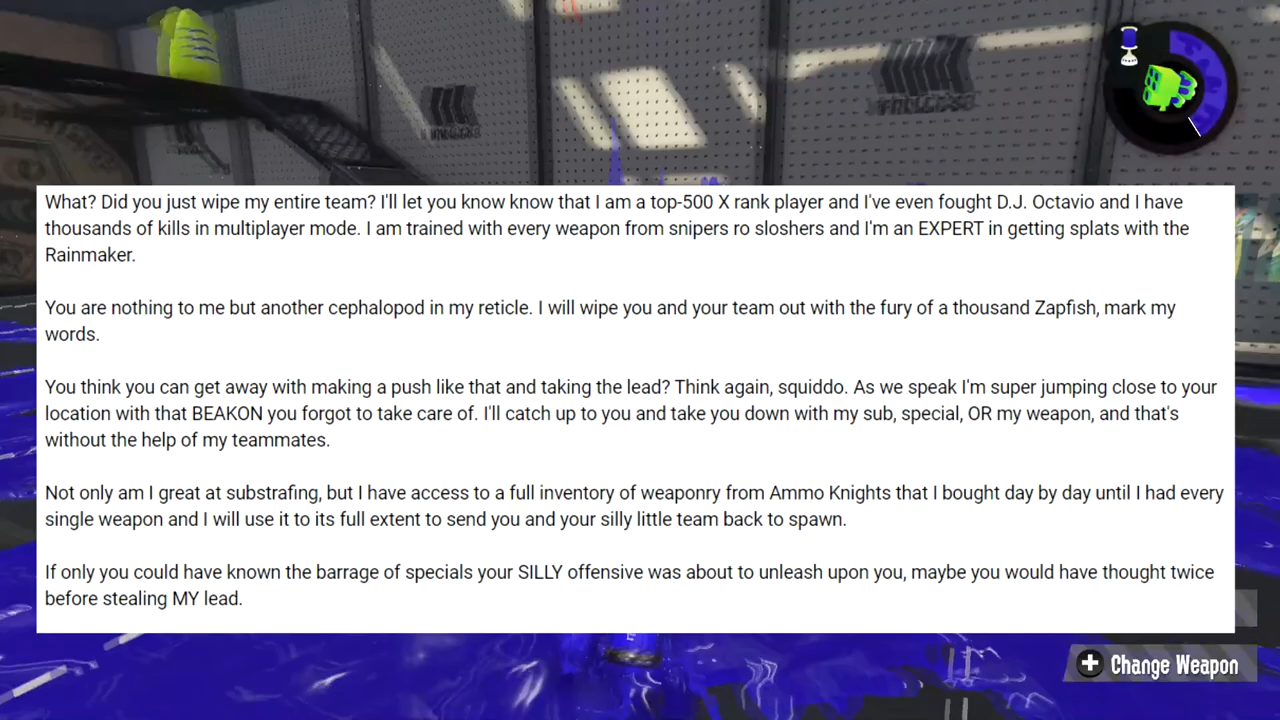 What? Did you just wipe my entire team? I'll let you know know that I am a top-500 X rank player and I've even fought D.J. Octavio and I have
thousands of kills in multiplayer mode. I am trained with every weapon from snipers ro sloshers and I'm an EXPERT in getting splats with the
Rainmaker.
You are nothing to me but another cephalopod in my reticle. I will wipe you and your team out with the fury of a thousand Zapfish, mark my
words.
You think you can get away with making a push like that and taking the lead? Think again, squiddo. As we speak I'm super jumping close to your
location with that BEAKON you forgot to take care of. I'll catch up to you and take you down with my sub, special, OR my weapon, and that's
without the help of my teammates.
Not only am I great at substrafing, but I have access to a full inventory of weaponry from Ammo Knights that I bought day by day until I had every
single weapon and I will use it to its full extent to send you and your silly little team back to spawn.
If only you could have known the barrage of specials your SILLY offensive was about to unleash upon you, maybe you would have thought twice
before stealing MY lead.
Change Weapon